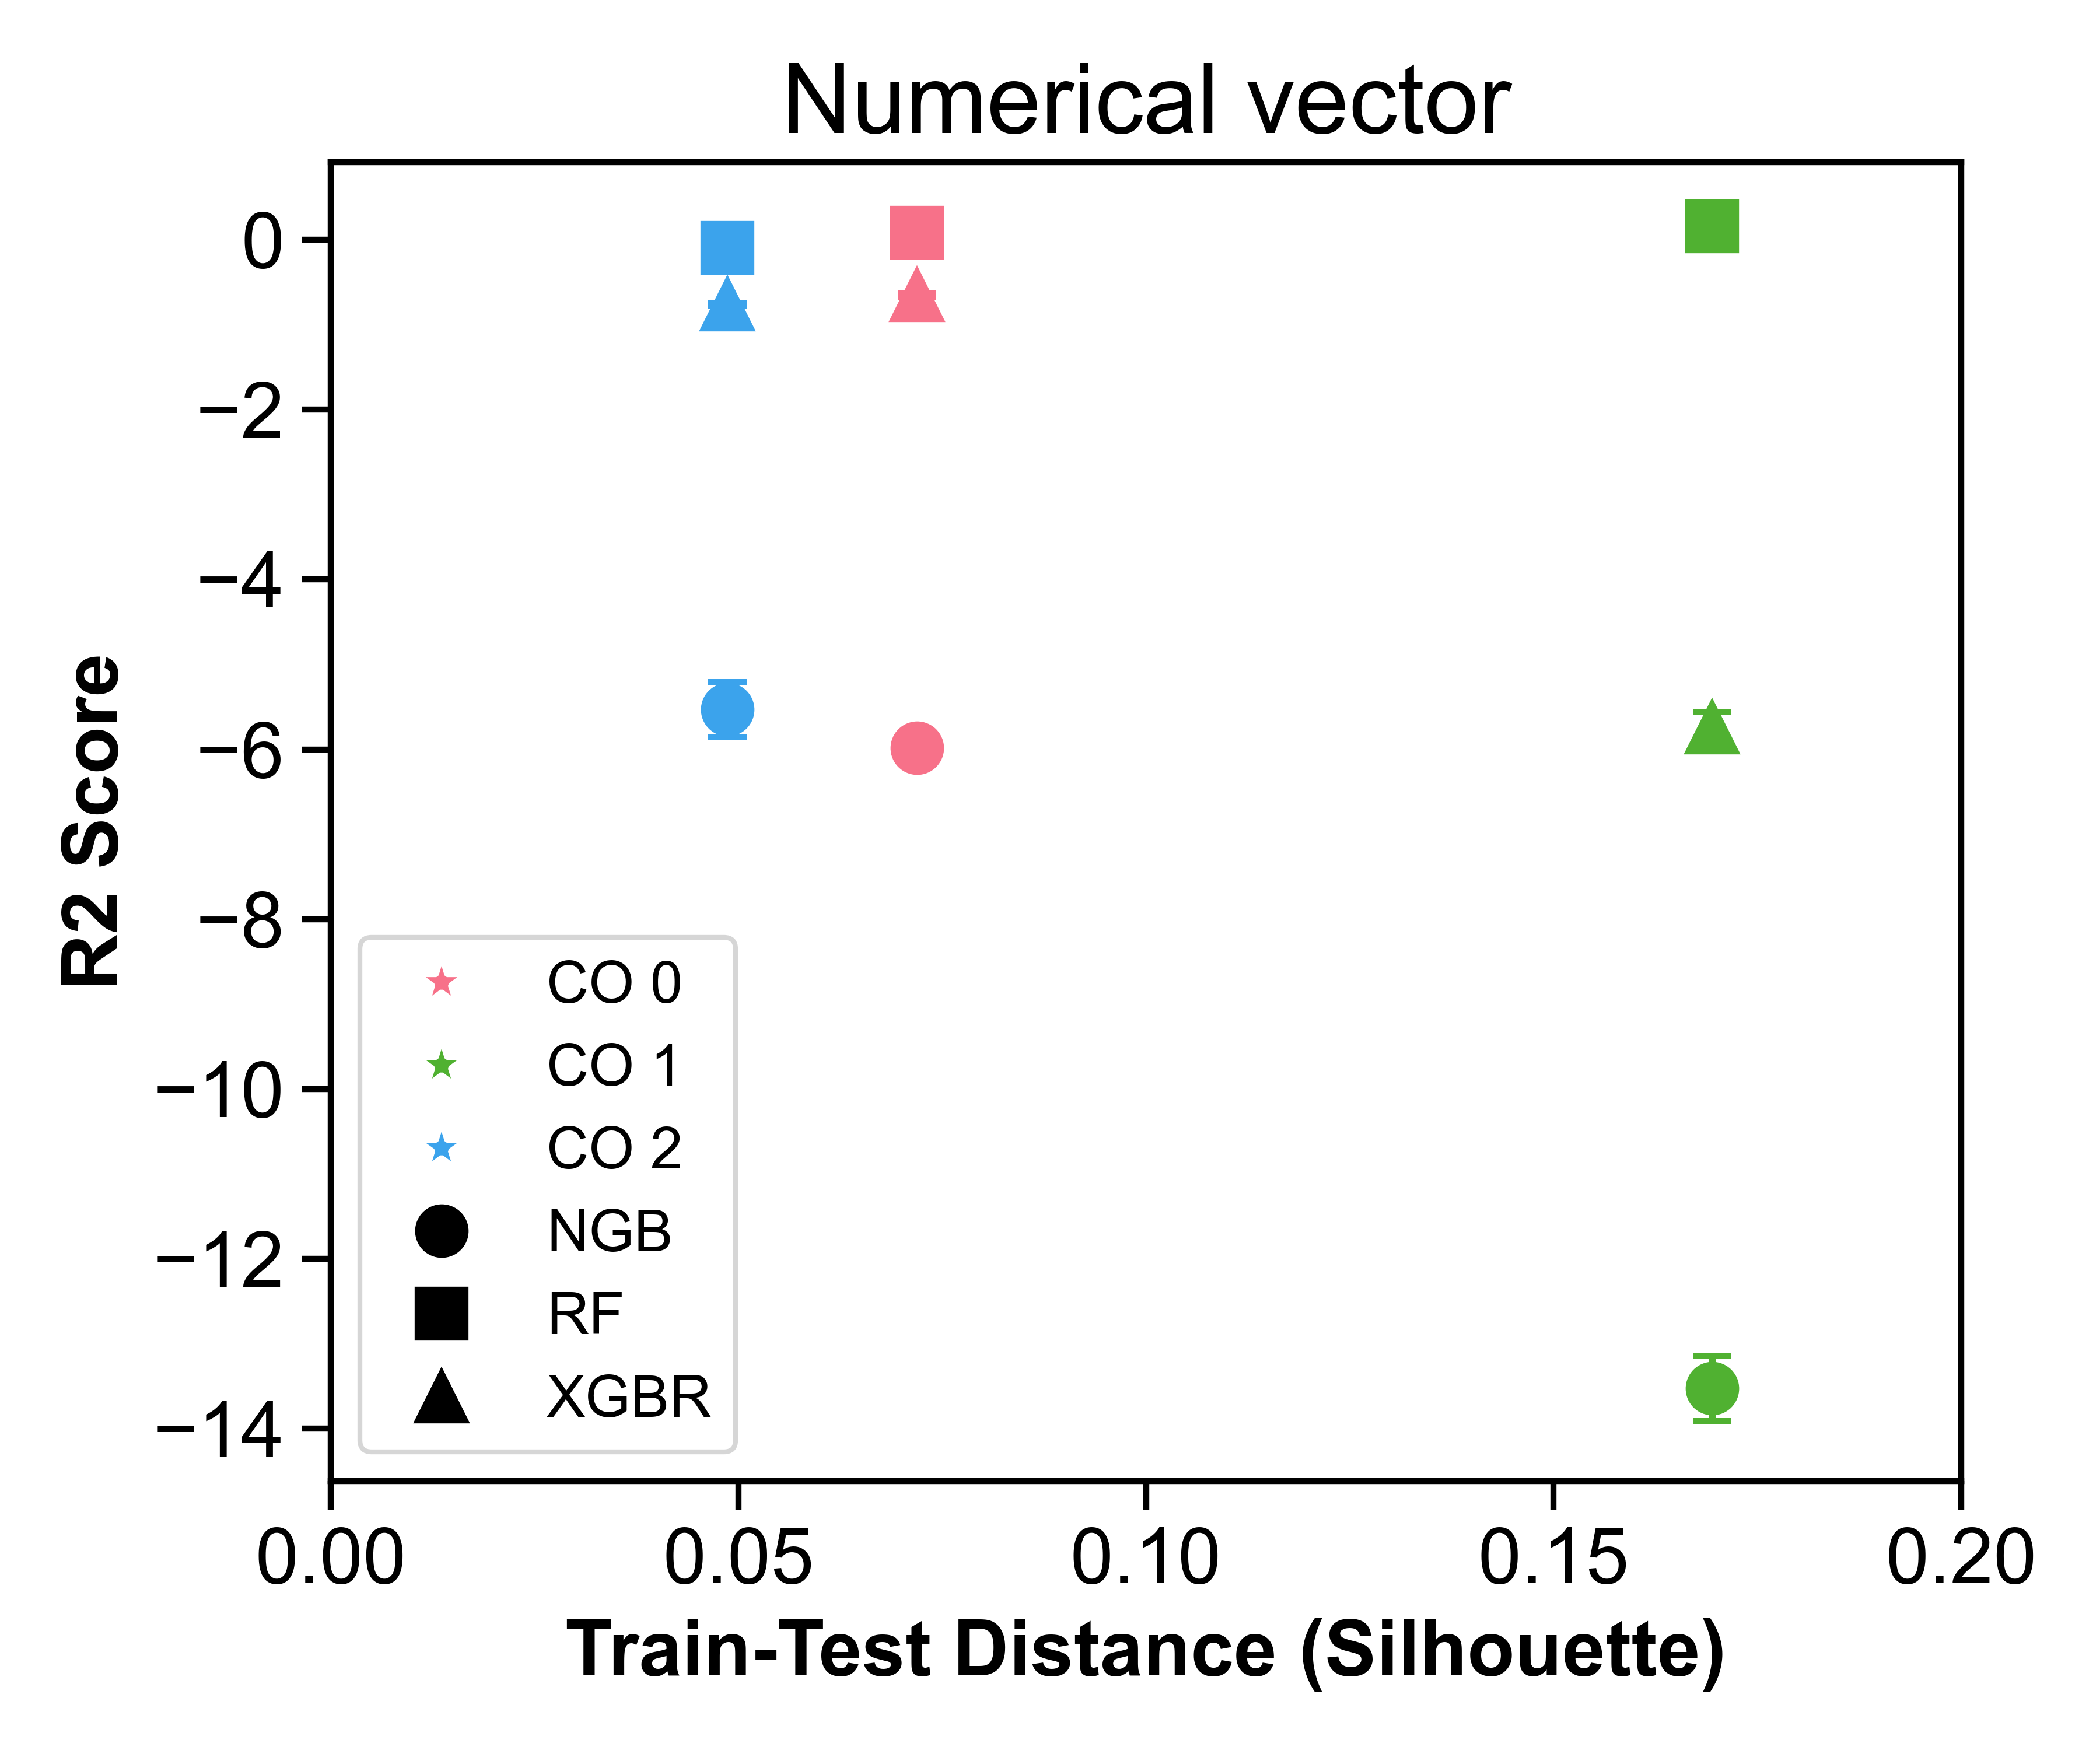 Numerical vector
R2 Score
0
−2
−4
−6
−8
−10
−12
−14
CO 0
CO 1
CO 2
NGB
RF
XGBR
0.00 0.05 0.10 0.15 0.20
Train-Test Distance (Silhouette)